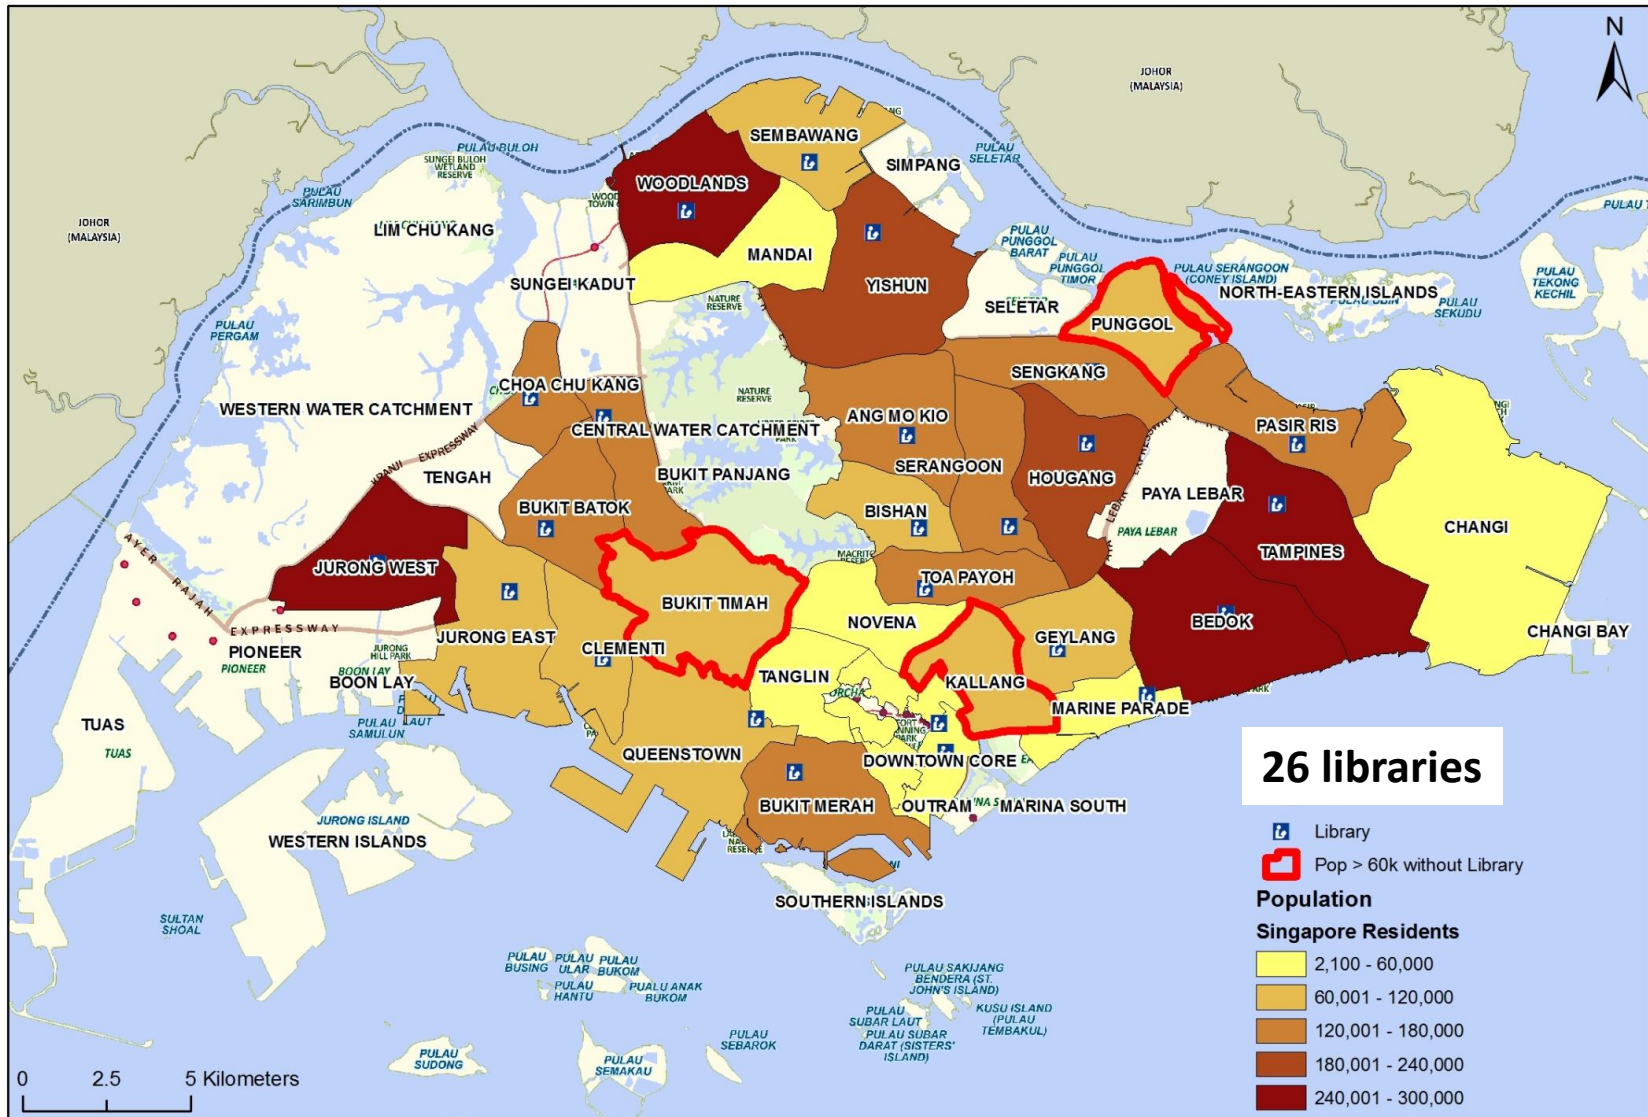 N
JOHOR
(MALAYSIA)
JOHOR
(MALAYSIA)
SEMBAWANG
PULAU BULOH
SUNGEI BULOH
WETLAND
RESERVE
SIMPANG
PULAU
SELETAR
PULAU
SARIMBUN
WOODLANDS
LIM CHU KANG
MANDAI
PULAU
PUNGGOL
BARAT
PULAU
PUNGGOL
TIMOR
PULAU SERANGOON
(CONEY ISLAND)
NORTH-EASTERN ISLANDS
PULAU
SEKUDU
PULAU
TEKONG
KECHIL
SUNGEI KADUT
YISHUN
SELETAR
PUNGGOL
NATURE
RESERVE
PULAU
PERGAM
SENGKANG
CHOA CHU KANG
NATURE
RESERVE
WESTERN WATER CATCHMENT
CENTRAL WATER CATCHMENT
ANG MO KIO
PASIR RIS
KRANJI EXPRESSWAY
TENGAH
BUKIT PANJANG
SERANGOON
HOUGANG
PAYA LEBAR
BUKIT BATOK
BISHAN
PAYA LEBAR
CHANGI
TAMPINES
AYER RAJAH
EXPRESSWAY
JURONG WEST
TOA PAYOH
BUKIT TIMAH
NOVENA
GEYLANG
BEDOK
CHANGI BAY
PIONEER
PIONEER
JURONG
HILL PARK
JURONG EAST
CLEMENTI
BOON LAY
BOON LAY
TANGLIN
KALLANG
MARINE PARADE
TUAS
TUAS
PULAU
SAMULUN
QUEENSTOWN
DOWNTOWN CORE
BUKIT MERAH
OUTRAM
MARINA SOUTH
JURONG ISLAND
WESTERN ISLANDS
NATURE
RESERVE
SOUTHERN ISLANDS
SULTAN
SHOAL
PULAU
BUSING
PULAU
ULAR
PULAU
BUKOM
PULAU
HANTU
PUALU ANAK
BUKOM
PULAU SAKIJANG
BENDERA (ST.
JOHN'S ISLAND)
PULAU
SUBAR LAUT
KUSU ISLAND
(PULAU
TEMBAKUL)
PULAU SUBAR
DARAT (SISTERS'
ISLAND)
PULAU
SEBAROK
PULAU
SUDONG
PULAU
SEMAKAU
0 2.5 5 Kilometers
26 libraries
Library
Pop > 60k without Library
Population
Singapore Residents
2,100 - 60,000
60,001 - 120,000
120,001 - 180,000
180,001 - 240,000
240,001 - 300,000